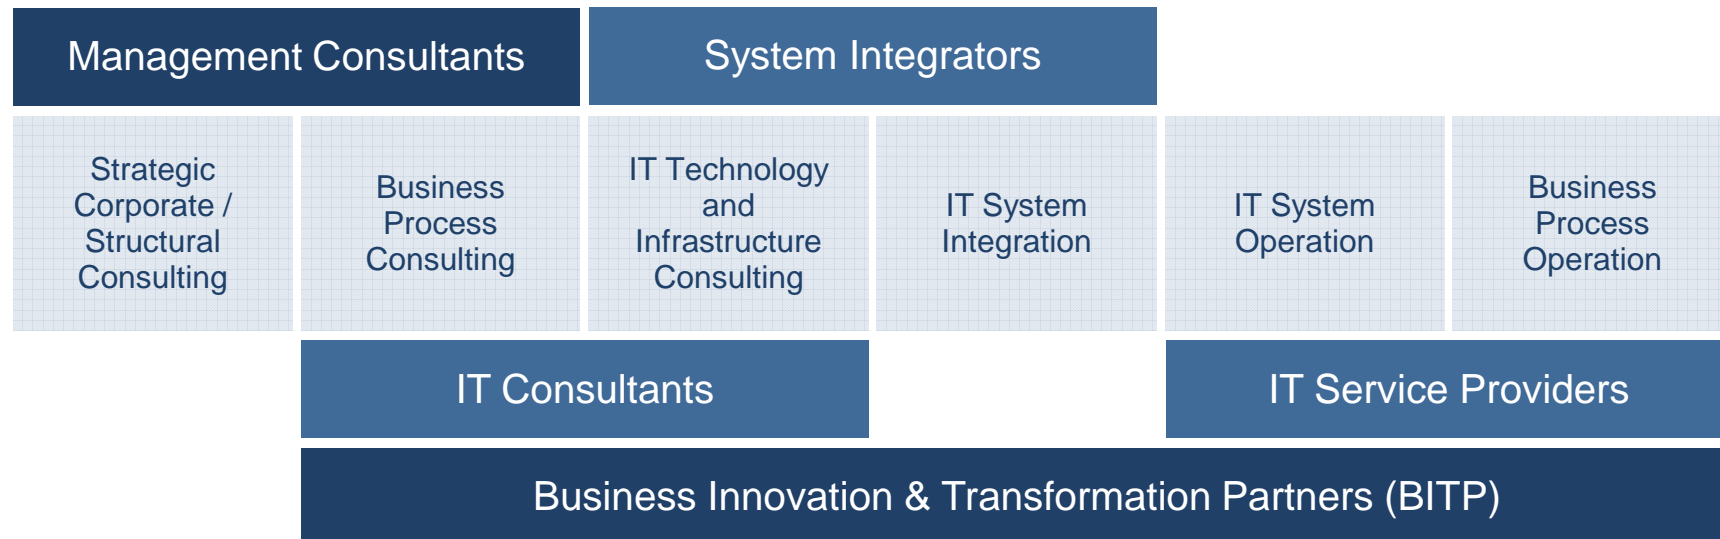 Management Consultants
System Integrators
Strategic
Corporate /
Structural
Consulting
Business
Process
Consulting
IT Technology
and
Infrastructure
Consulting
IT System
Integration
IT System
Operation
Business
Process
Operation
IT Consultants
IT Service Providers
Business Innovation & Transformation Partners (BITP)